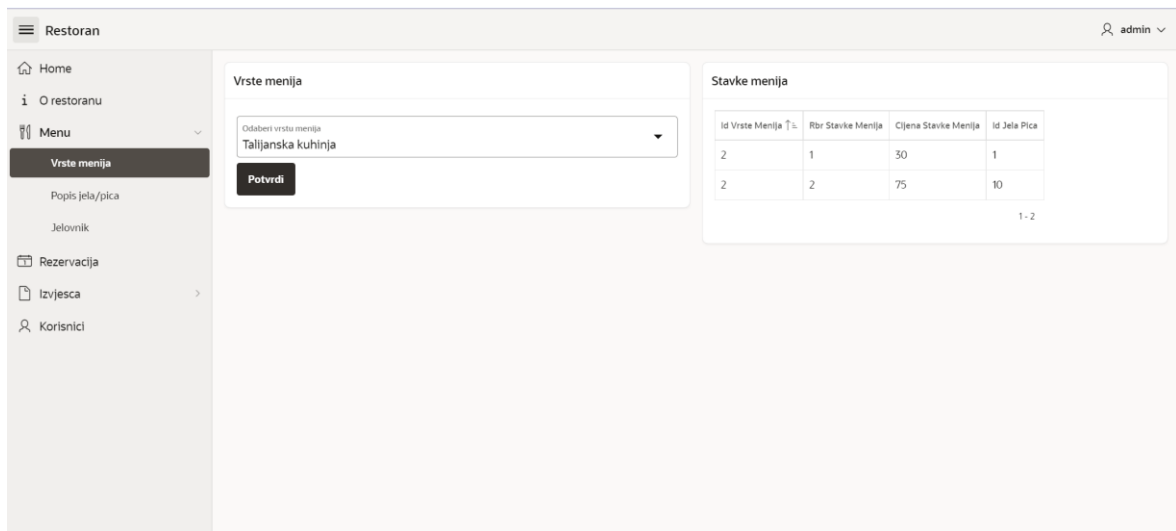 Restoran
admin
Home
i O restoranu
Menu
Vrste menija
Popis jela/pica
Jelovnik
Rezervacija
Izvjesca
Korisnici
Vrste menija
Odaberi vrstu menija
Talijanska kuhinja
Potvrdi
Stavke menija
Id Vrste Menija Rbr Stavke Menija Cijena Stavke Menija Id Jela Pica
2 1 30 1
2 2 75 10
1 - 2